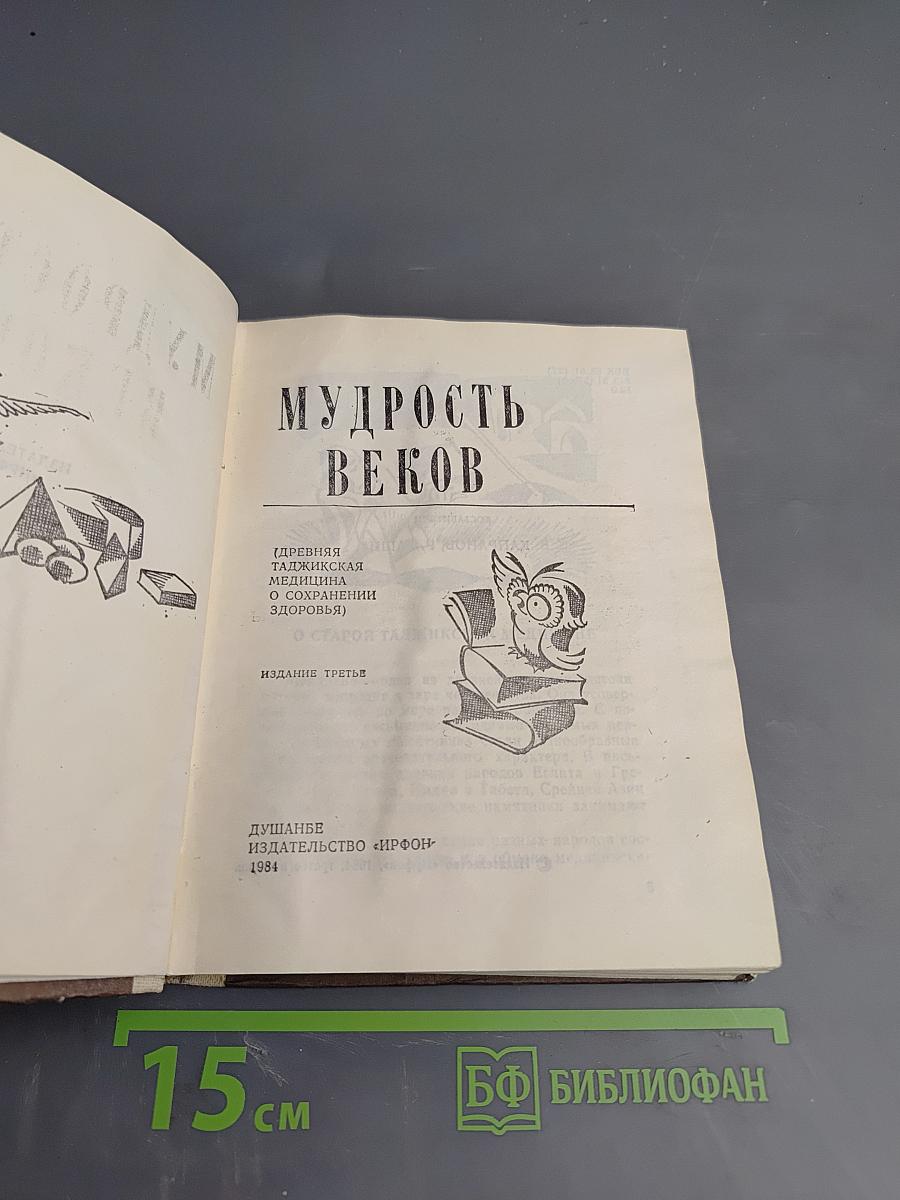 МУДРОСТЬ
ВЕКОВ
(ДРЕВНЯЯ
ТАДЖИКСКАЯ
МЕДИЦИНА
О СОХРАНЕНИИ
ЗДОРОВЬЯ)
ИЗДАНИЕ ТРЕТЬЕ
ДУШАНБЕ
ИЗДАТЕЛЬСТВО «ИРФОН»
1984
15 см
БФ БИБЛИОФАН